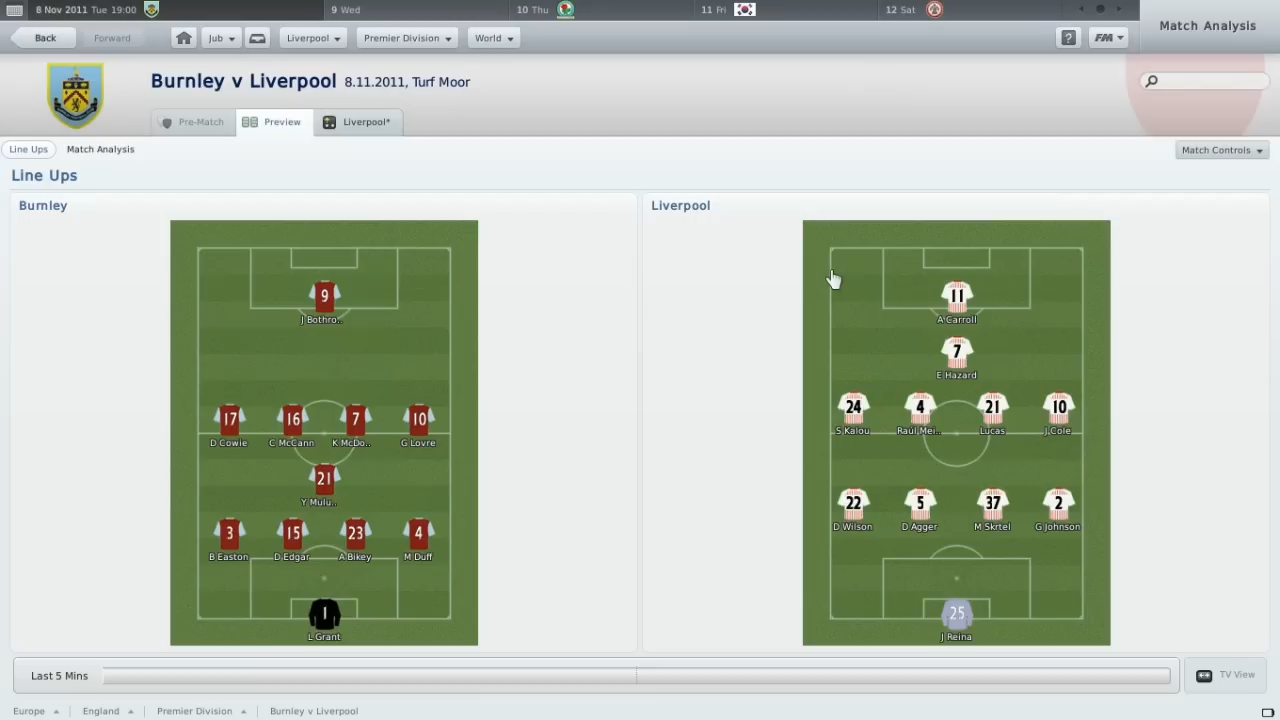 8 Nov 2011 Tue 19:00 9 Wed 10 Thu 11 Fri 12 Sat
Match Analysis
Back Forward Jub Liverpool Premier Division World ? FM
Burnley v Liverpool 8.11.2011, Turf Moor
Pre-Match Preview Liverpool*
Line Ups Match Analysis Match Controls
Line Ups
Burnley
9
J Bothro..
17 16 7 10
D Cowie C McCann K McDo.. G Lovre
21
Y Mulu..
3 15 23 4
B Easton D Edgar A Bikey M Duff
1
L Grant
Liverpool
11
A Carroll
7
E Hazard
24 4 21 10
S Kalou Raúl Mei.. Lucas J Cole
22 5 37 2
D Wilson D Agger M Skrtel G Johnson
25
J Reina
Last 5 Mins TV View
Europe England Premier Division Burnley v Liverpool